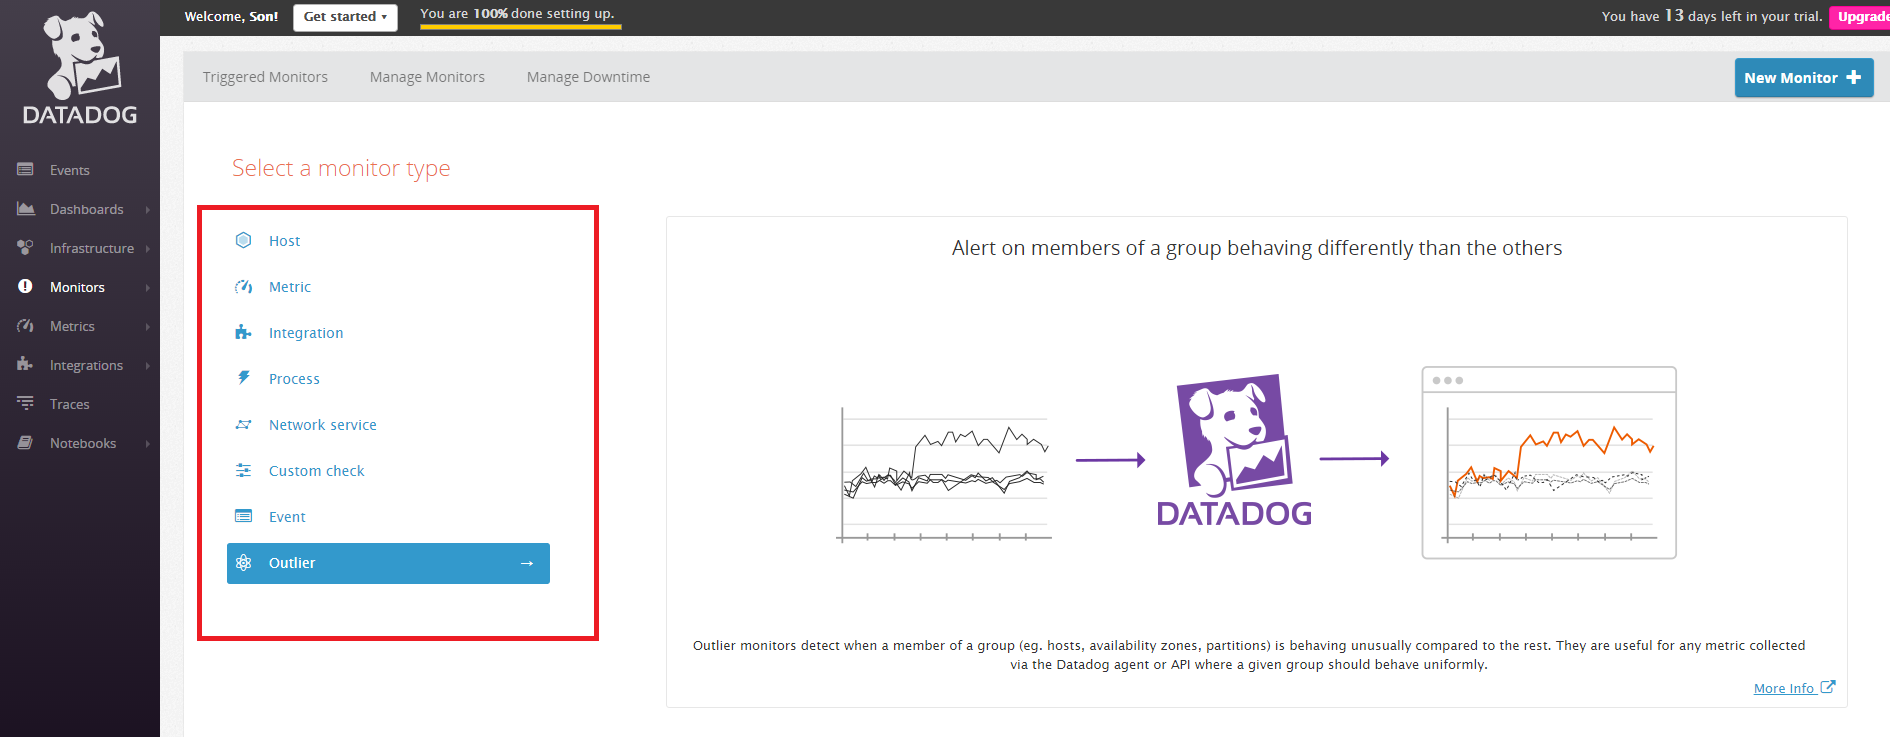 DATADOG
Welcome, Son!
Get started
You are 100% done setting up.
You have 13 days left in your trial.
Upgrade
Triggered Monitors
Manage Monitors
Manage Downtime
New Monitor
Events
Dashboards
Infrastructure
Monitors
Metrics
Integrations
Traces
Notebooks
Select a monitor type
Host
Metric
Integration
Process
Network service
Custom check
Event
Outlier
Alert on members of a group behaving differently than the others
DATADOG
Outlier monitors detect when a member of a group (eg. hosts, availability zones, partitions) is behaving unusually compared to the rest. They are useful for any metric collected
via the Datadog agent or API where a given group should behave uniformly.
More Info